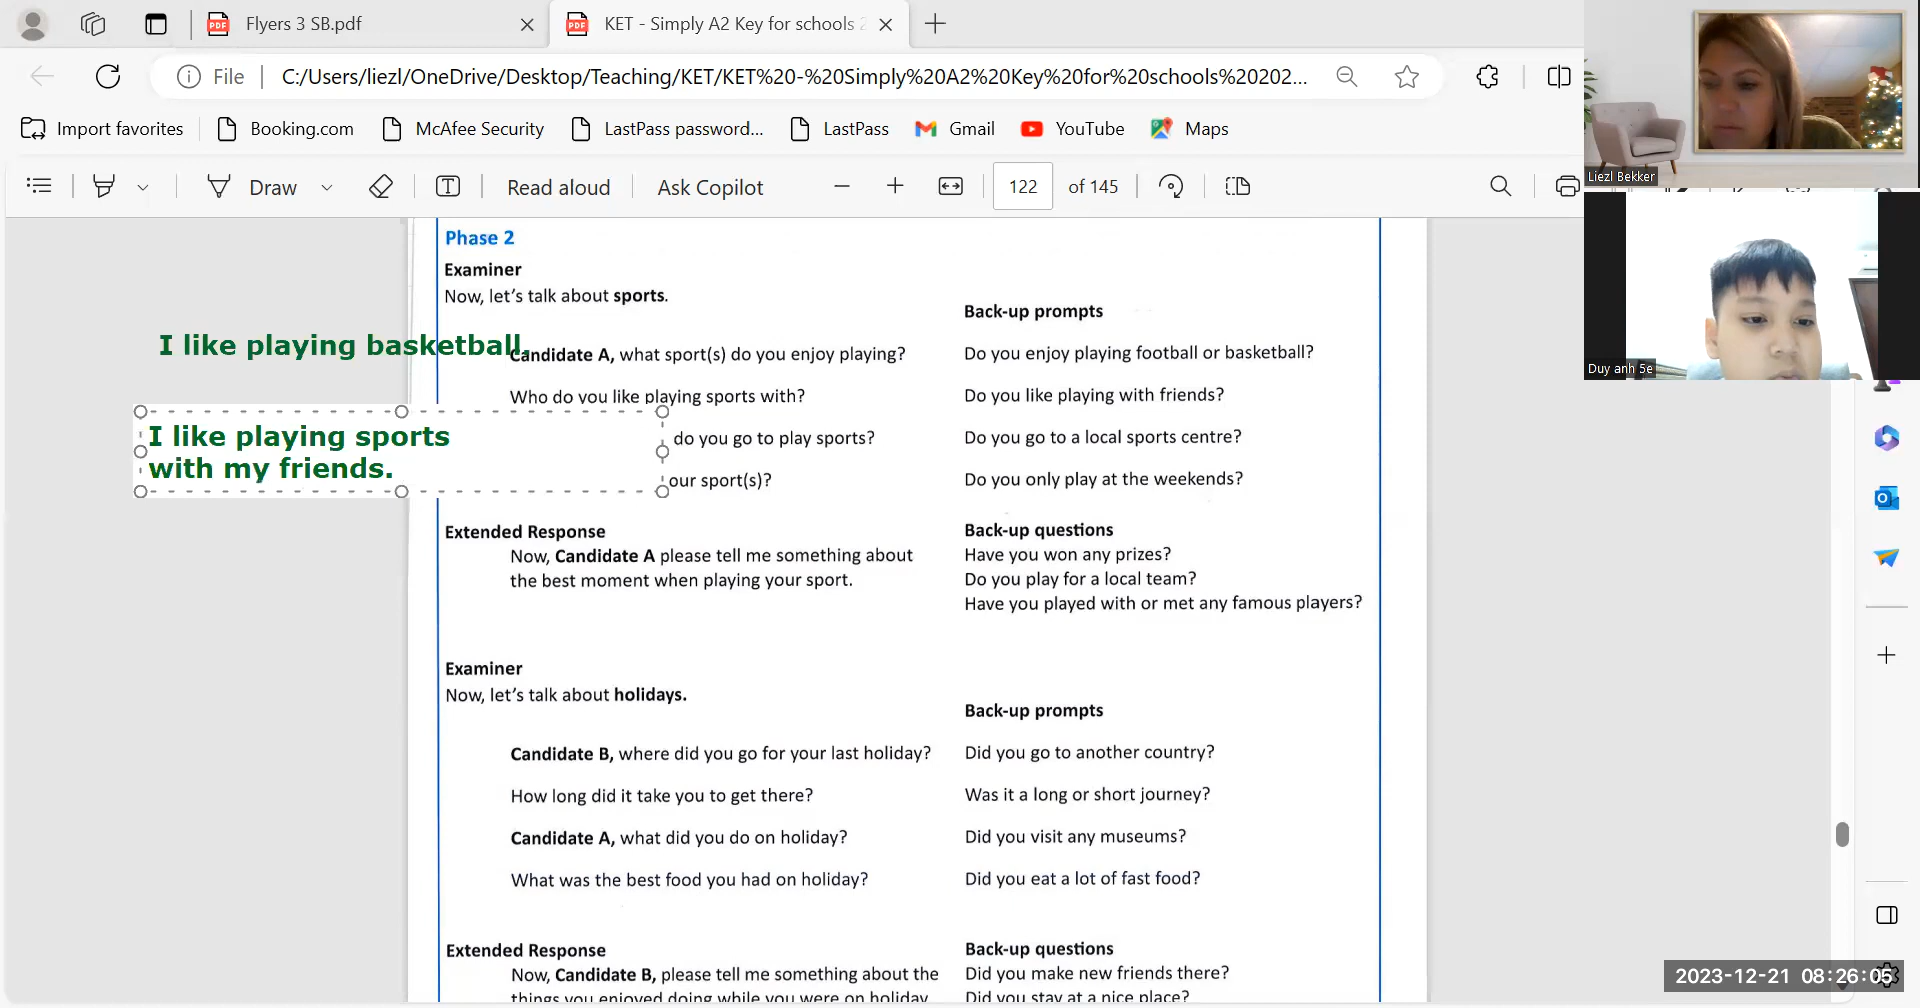 Flyers 3 SB.pdf
KET - Simply A2 Key for schools 2
File
C:/Users/liezl/OneDrive/Desktop/Teaching/KET/KET%20-%20Simply%20A2%20Key%20for%20schools%20202...
Import favorites
Booking.com
McAfee Security
LastPass password...
LastPass
Gmail
YouTube
Maps
Draw
Read aloud
Ask Copilot
122 of 145
Liezl Bekker
Duy anh 5e
Phase 2
Examiner
Now, let's talk about sports.
Back-up prompts
I like playing basketball.
Candidate A, what sport(s) do you enjoy playing?
Do you enjoy playing football or basketball?
Who do you like playing sports with?
Do you like playing with friends?
I like playing sports
with my friends.
do you go to play sports?
Do you go to a local sports centre?
our sport(s)?
Do you only play at the weekends?
Extended Response
Now, Candidate A please tell me something about
the best moment when playing your sport.
Back-up questions
Have you won any prizes?
Do you play for a local team?
Have you played with or met any famous players?
Examiner
Now, let's talk about holidays.
Back-up prompts
Candidate B, where did you go for your last holiday?
Did you go to another country?
How long did it take you to get there?
Was it a long or short journey?
Candidate A, what did you do on holiday?
Did you visit any museums?
What was the best food you had on holiday?
Did you eat a lot of fast food?
Extended Response
Now, Candidate B, please tell me something about the
things you enjoyed doing while you were on holiday
Back-up questions
Did you make new friends there?
Did you stay at a nice place?
2023-12-21 08:26:05